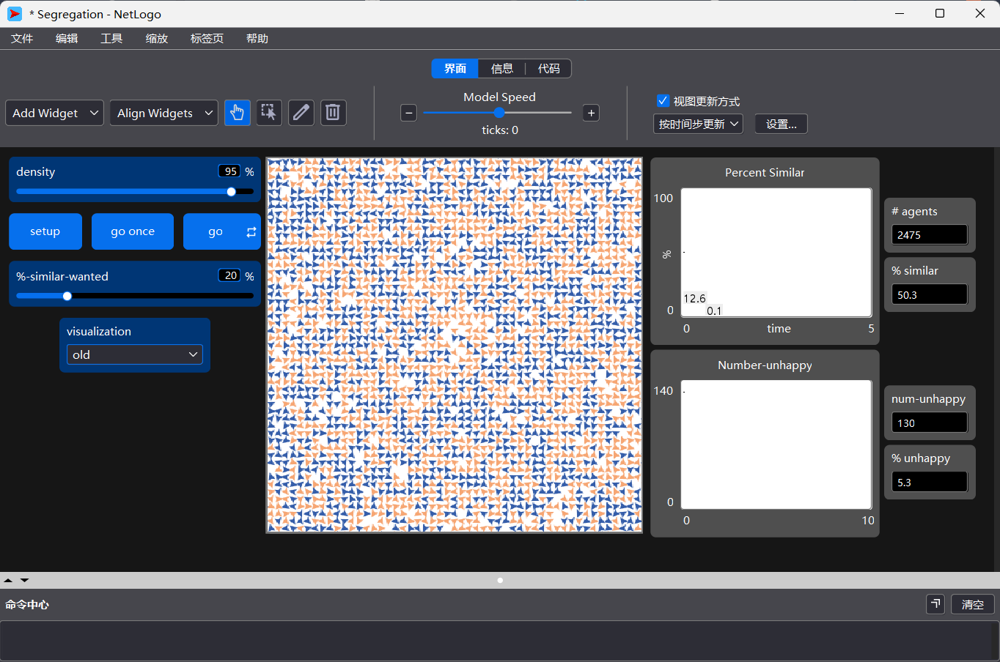 * Segregation - NetLogo
文件 编辑 工具 缩放 标签页 帮助
界面 信息 代码
Add Widget
Align Widgets
Model Speed
ticks: 0
视图更新方式
按时间步更新
设置...
density 95 %
setup
go once
go
%-similar-wanted 20 %
visualization
old
Percent Similar
100
%
0
12.6
0.1
0 time 5
# agents
2475
% similar
50.3
Number-unhappy
140
0
0 10
num-unhappy
130
% unhappy
5.3
命令中心
清空